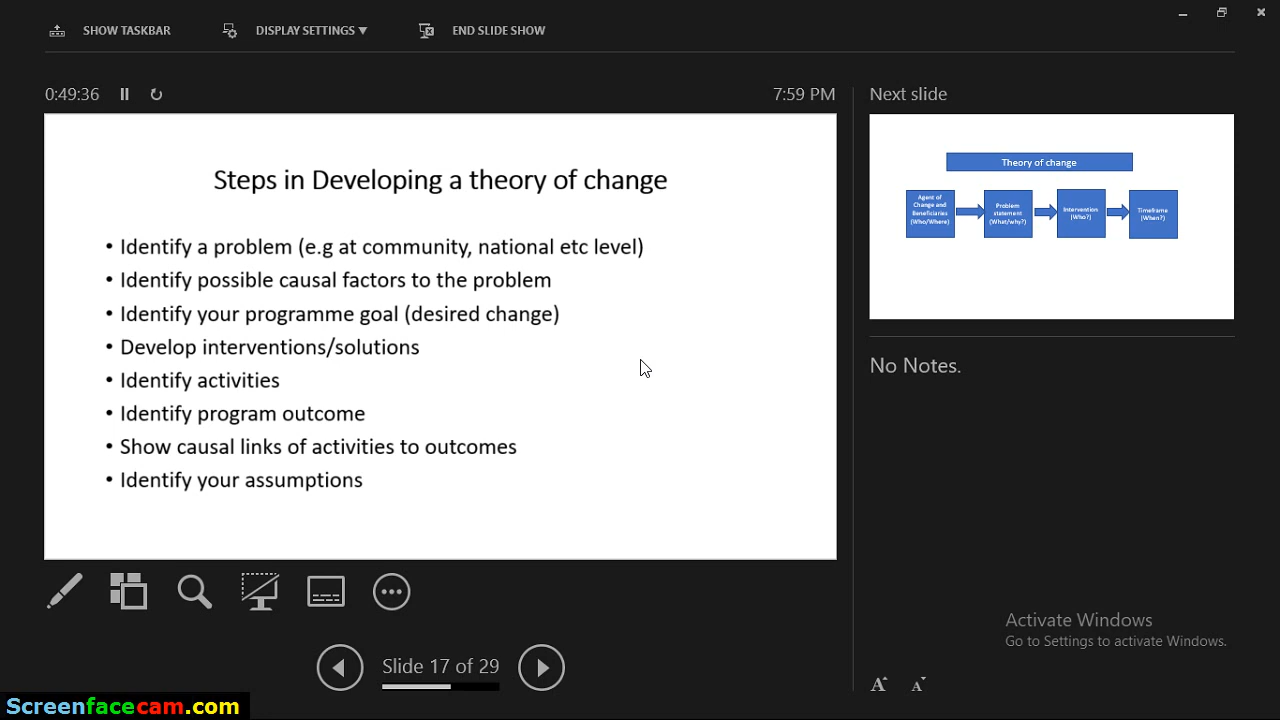 SHOW TASKBAR
DISPLAY SETTINGS ▼
END SLIDE SHOW
0:49:36
7:59 PM
Steps in Developing a theory of change
• Identify a problem (e.g at community, national etc level)
• Identify possible causal factors to the problem
• Identify your programme goal (desired change)
• Develop interventions/solutions
• Identify activities
• Identify program outcome
• Show causal links of activities to outcomes
• Identify your assumptions
Slide 17 of 29
Next slide
Theory of change
Agent of
Change and
Beneficiaries
(Who/Where)
Problem
statement
(What/why?)
Intervention
(Who?)
Timeframe
(When?)
No Notes.
Activate Windows
Go to Settings to activate Windows.
A A
Screenfacecam.com